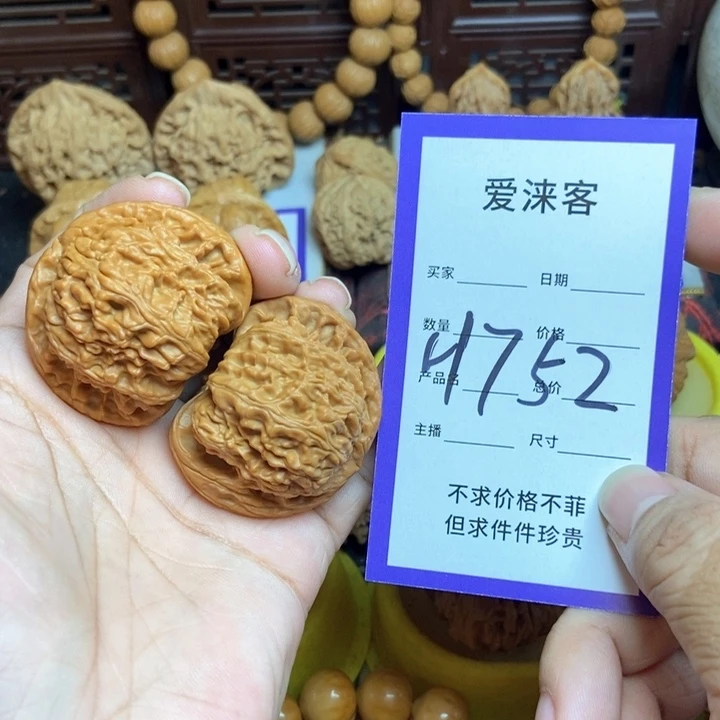 爱涞客
买家 日期
数量 价格
4752
产品名 总价
主播 尺寸
不求价格不菲
但求件件珍贵